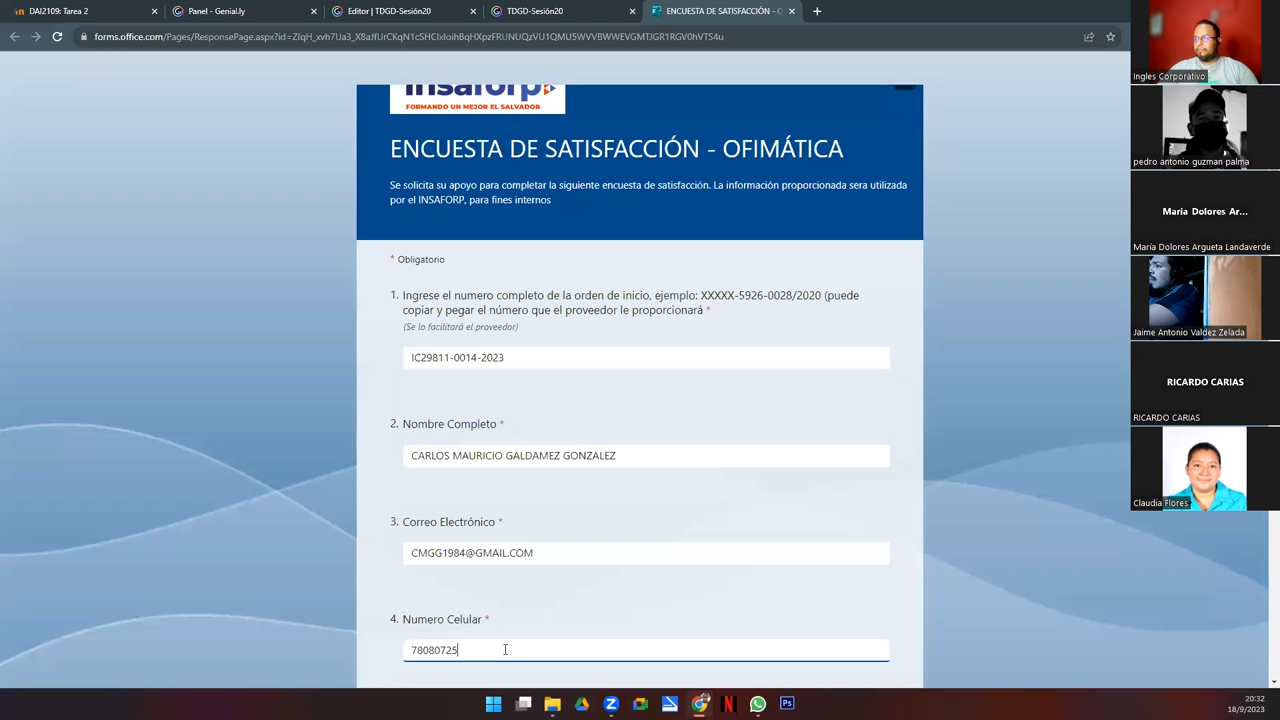 DAI2109: Tarea 2
Panel - Genial.ly
Editor | TDGD-Sesión20
TDGD-Sesión20
ENCUESTA DE SATISFACCIÓN - O
forms.office.com/Pages/ResponsePage.aspx?id=ZIqH_xvh7Ua3_X8aJfUrCKqN1cSHCIxIoihBqHXpzFRUNUQzVU1QMU5WVVBWWEVGMTJGR1RGV0hVTS4u
insaforp
FORMANDO UN MEJOR EL SALVADOR
ENCUESTA DE SATISFACCIÓN - OFIMÁTICA
Se solicita su apoyo para completar la siguiente encuesta de satisfacción. La información proporcionada sera utilizada
por el INSAFORP, para fines internos
* Obligatorio
1. Ingrese el numero completo de la orden de inicio, ejemplo: XXXXX-5926-0028/2020 (puede
copiar y pegar el número que el proveedor le proporcionará *
(Se lo facilitará el proveedor)
IC29811-0014-2023
2. Nombre Completo *
CARLOS MAURICIO GALDAMEZ GONZALEZ
3. Correo Electrónico *
CMGG1984@GMAIL.COM
4. Numero Celular *
78080725
Ingles Corporativo
pedro antonio guzman palma
María Dolores Ar...
María Dolores Argueta Landaverde
Jaime Antonio Valdez Zelada
RICARDO CARIAS
RICARDO CARIAS
Claudia Flores
20:32
18/9/2023